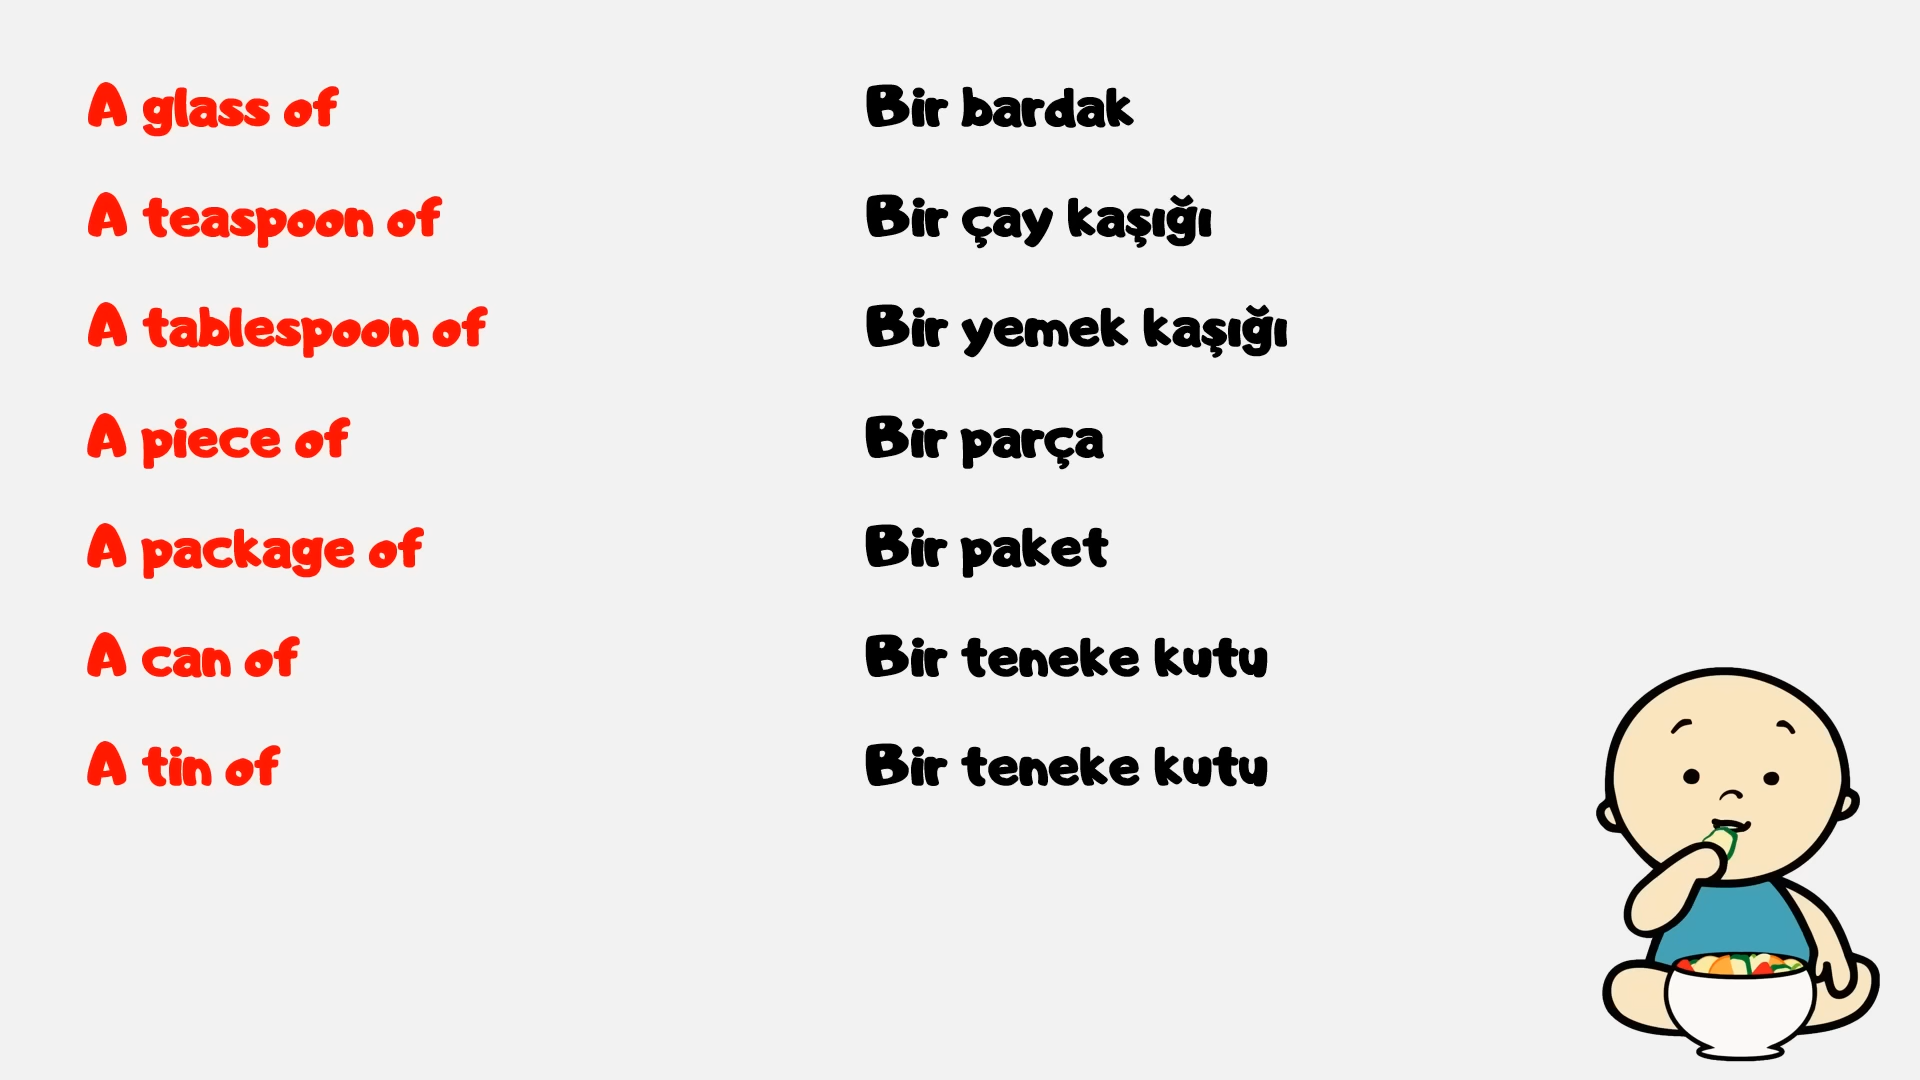 A glass of Bir bardak
A teaspoon of Bir çay kaşığı
A tablespoon of Bir yemek kaşığı
A piece of Bir parça
A package of Bir paket
A can of Bir teneke kutu
A tin of Bir teneke kutu